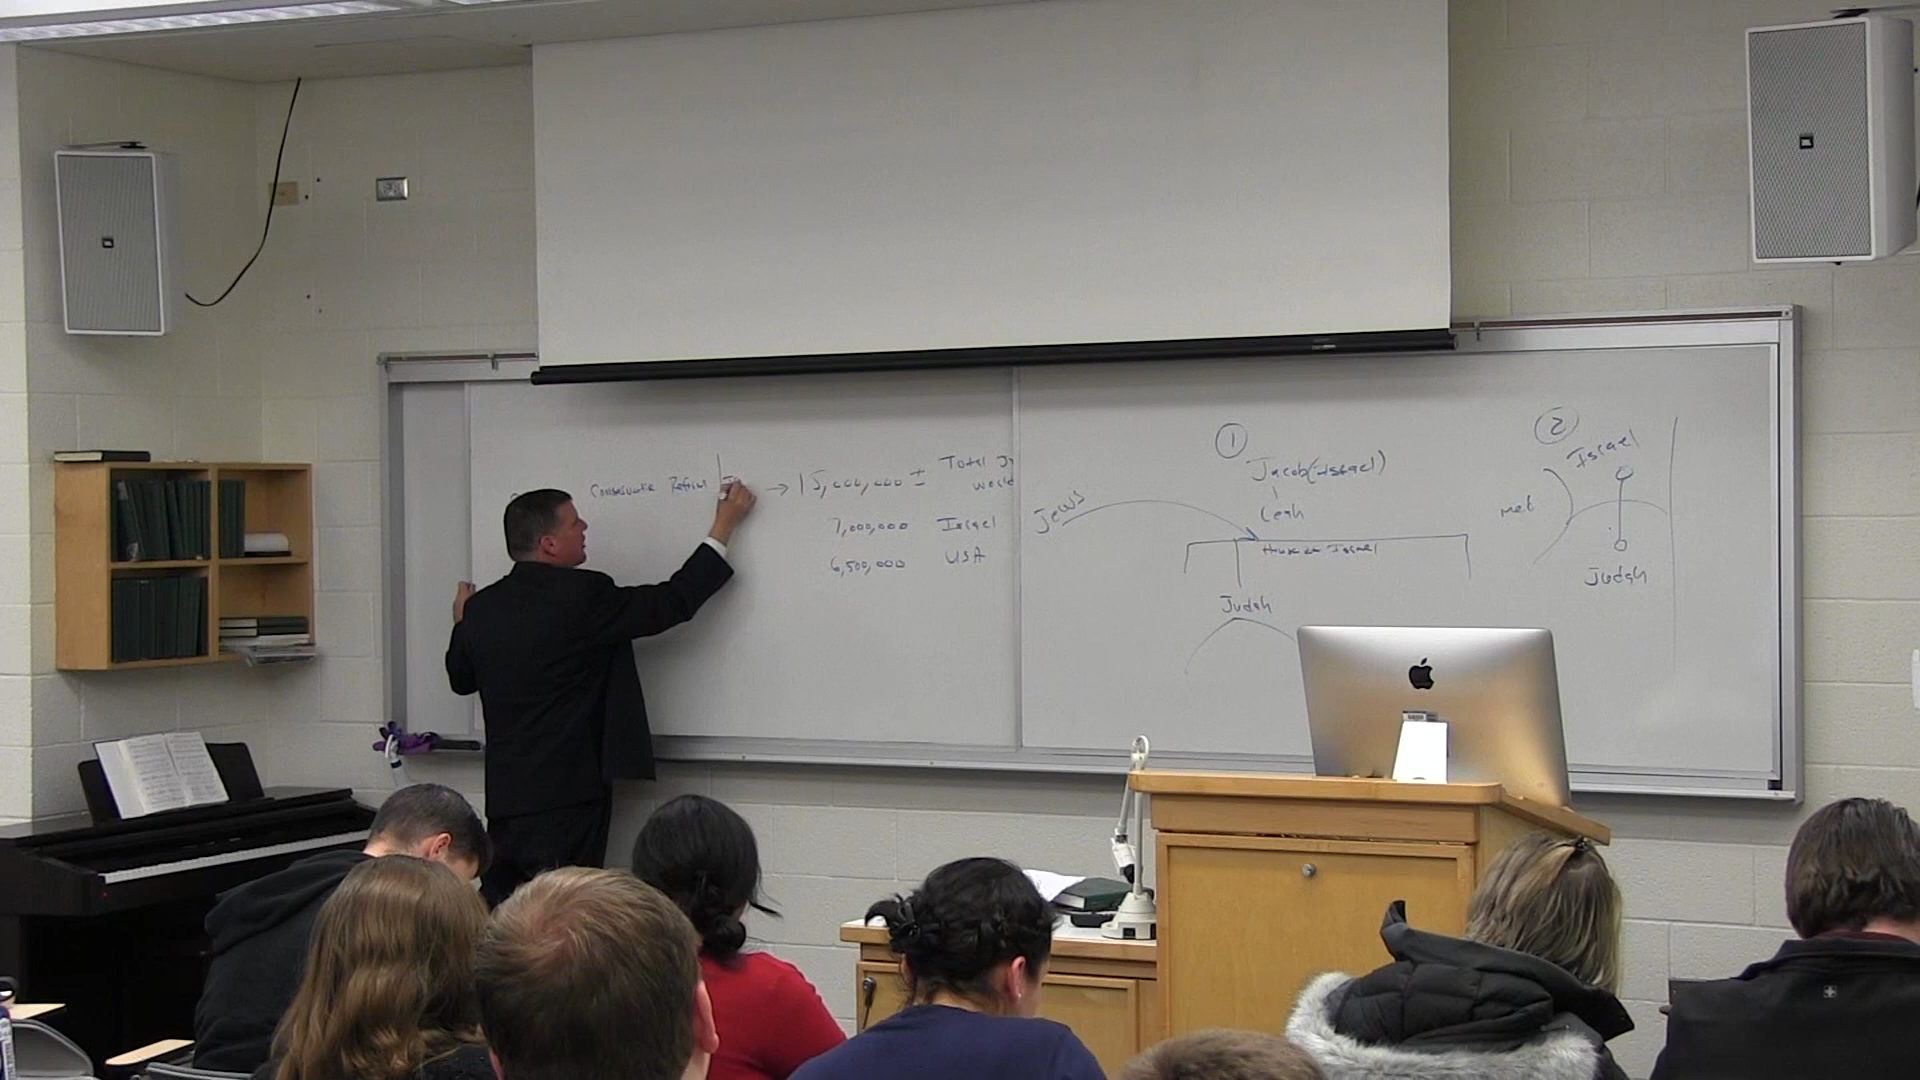 Conservative Reform
→ 15,000,000 ± Total
World
7,000,000 Israel
6,500,000 USA
Jews
①
Jacob (Israel)
Leah
House of Israel
Judah
②
Israel
Judah